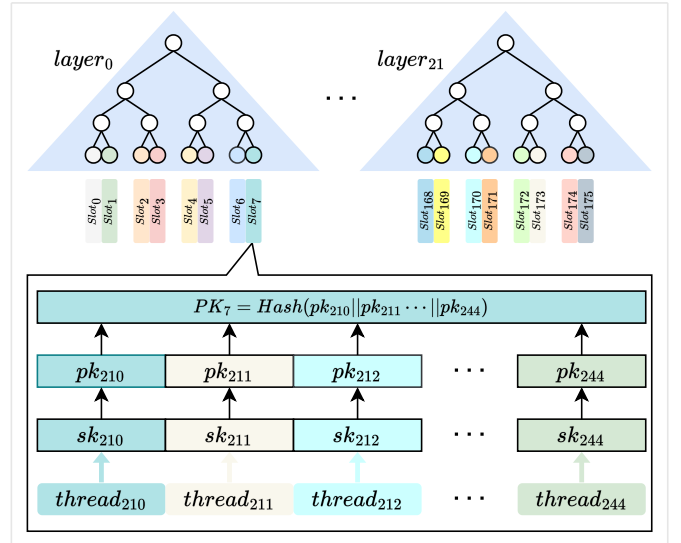 layer₀ layer₂₁
...
Slot₀ Slot₁ Slot₂ Slot₃ Slot₄ Slot₅ Slot₆ Slot₇ Slot₁₆₈ Slot₁₆₉ Slot₁₇₀ Slot₁₇₁ Slot₁₇₂ Slot₁₇₃ Slot₁₇₄ Slot₁₇₅
PK₇ = Hash(pk₂₁₀||pk₂₁₁ ⋯ ||pk₂₄₄)
pk₂₁₀ pk₂₁₁ pk₂₁₂ ... pk₂₄₄
sk₂₁₀ sk₂₁₁ sk₂₁₂ ... sk₂₄₄
thread₂₁₀ thread₂₁₁ thread₂₁₂ ... thread₂₄₄